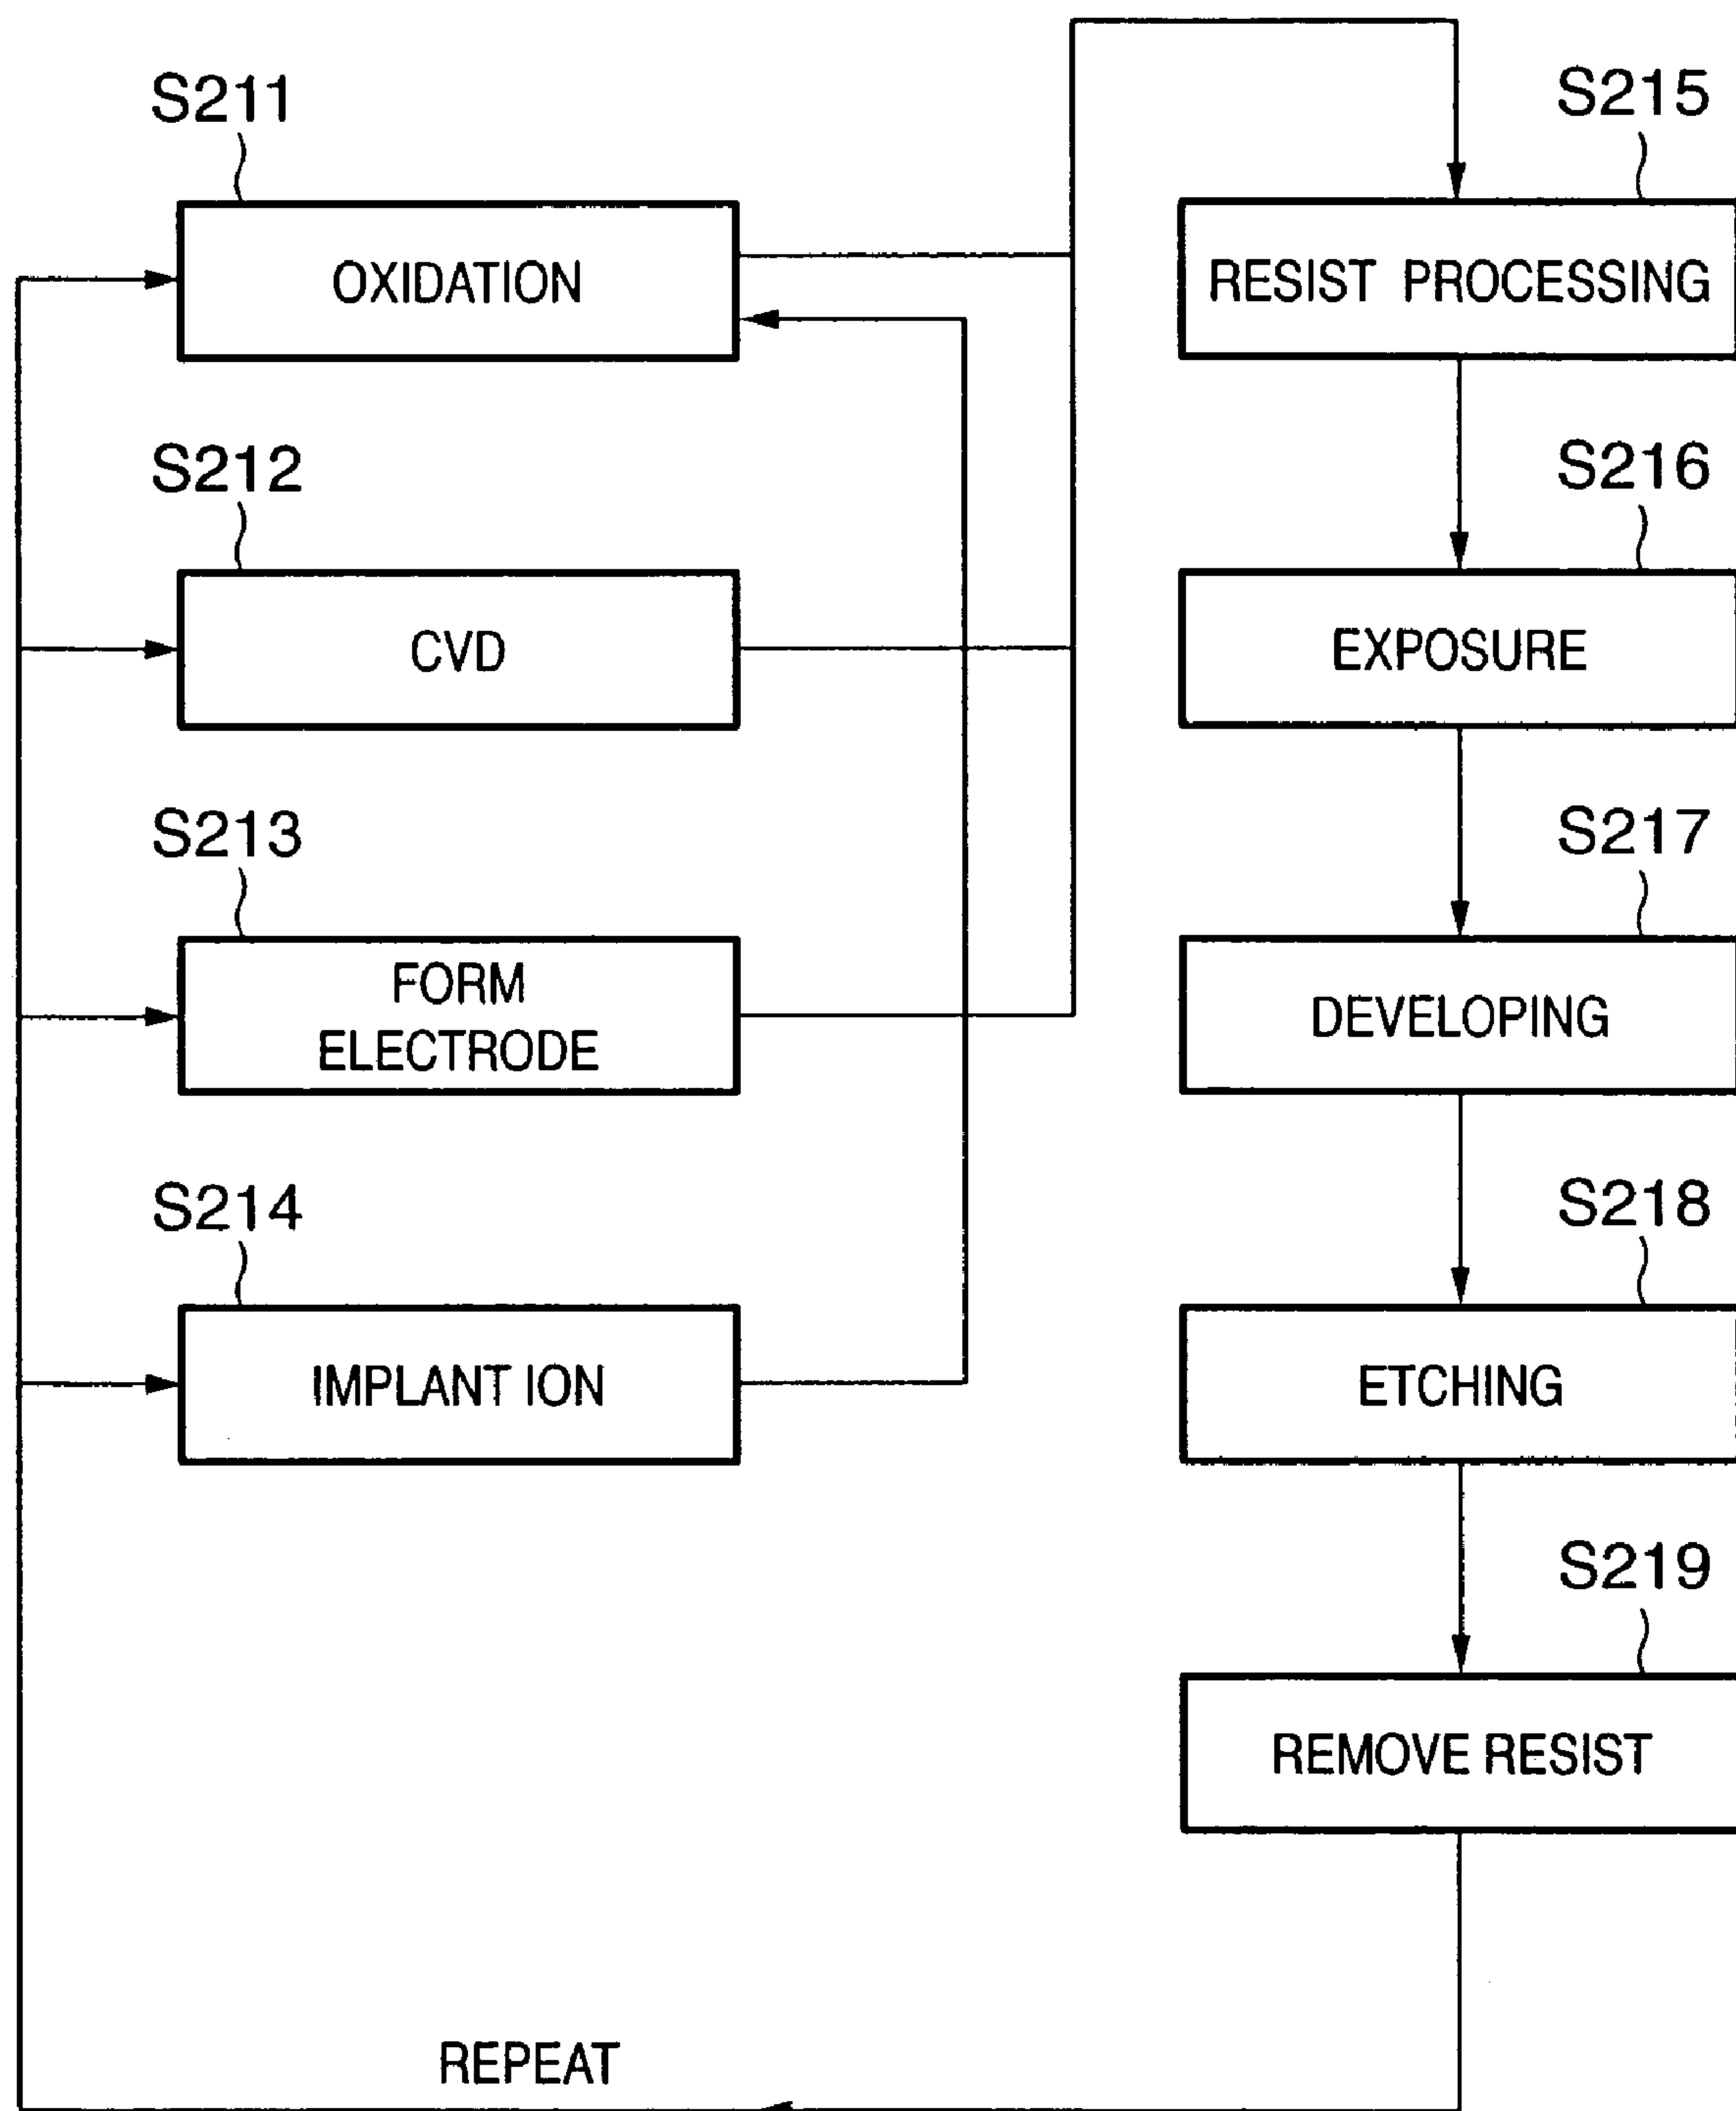 S211
OXIDATION
S212
CVD
S213
FORM
ELECTRODE
S214
IMPLANT ION
S215
RESIST PROCESSING
S216
EXPOSURE
S217
DEVELOPING
S218
ETCHING
S219
REMOVE RESIST
REPEAT